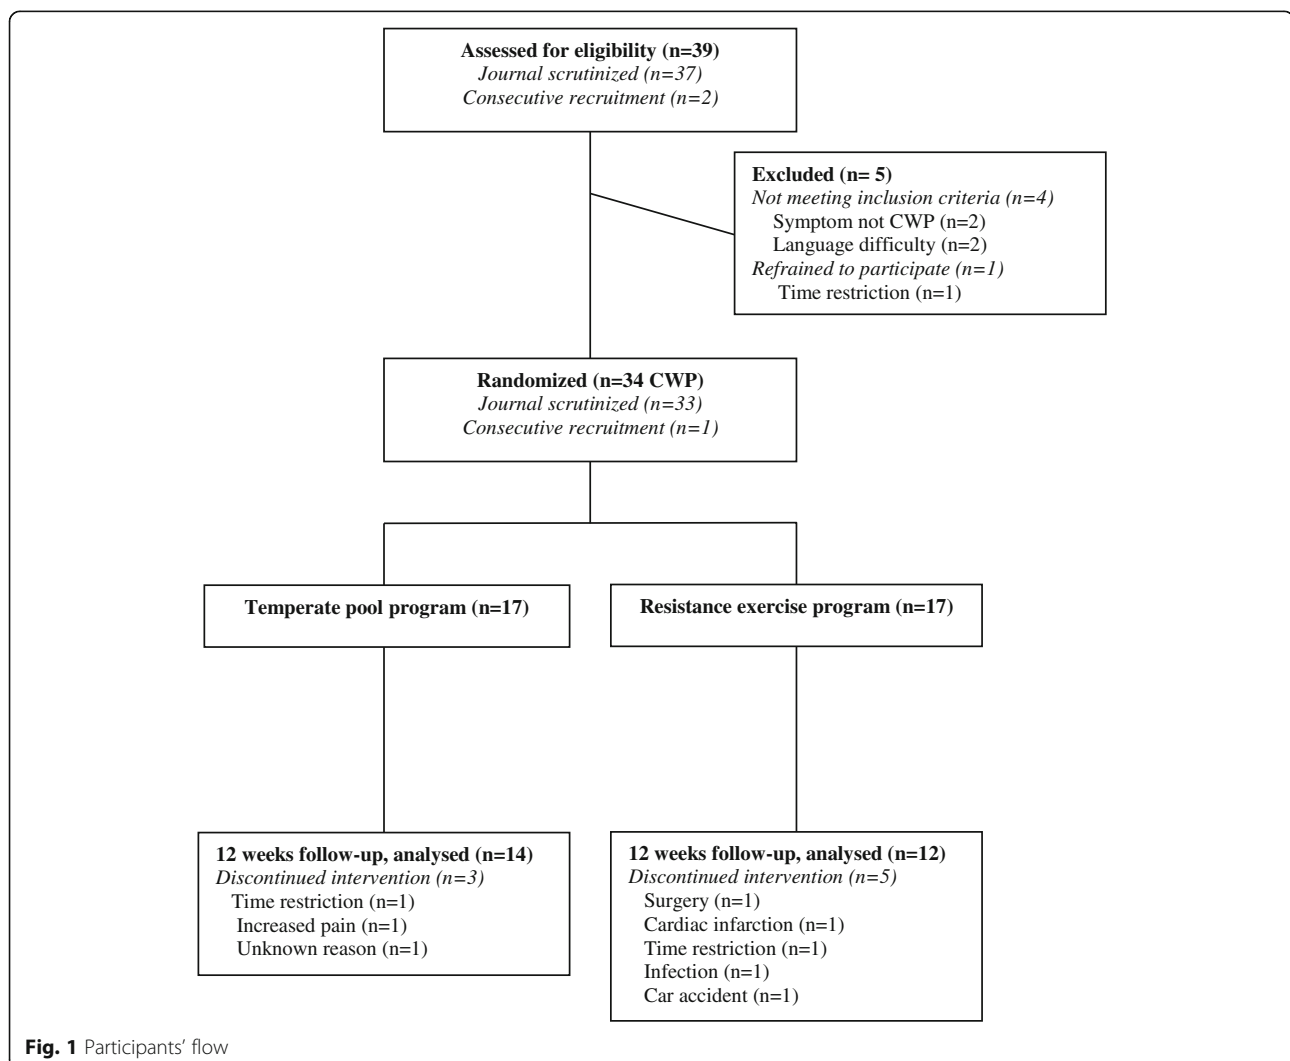 Assessed for eligibility (n=39)
Journal scrutinized (n=37)
Consecutive recruitment (n=2)
Excluded (n= 5)
Not meeting inclusion criteria (n=4)
Symptom not CWP (n=2)
Language difficulty (n=2)
Refrained to participate (n=1)
Time restriction (n=1)
Randomized (n=34 CWP)
Journal scrutinized (n=33)
Consecutive recruitment (n=1)
Temperate pool program (n=17)
Resistance exercise program (n=17)
12 weeks follow-up, analysed (n=14)
Discontinued intervention (n=3)
Time restriction (n=1)
Increased pain (n=1)
Unknown reason (n=1)
12 weeks follow-up, analysed (n=12)
Discontinued intervention (n=5)
Surgery (n=1)
Cardiac infarction (n=1)
Time restriction (n=1)
Infection (n=1)
Car accident (n=1)
Fig. 1 Participants’ flow